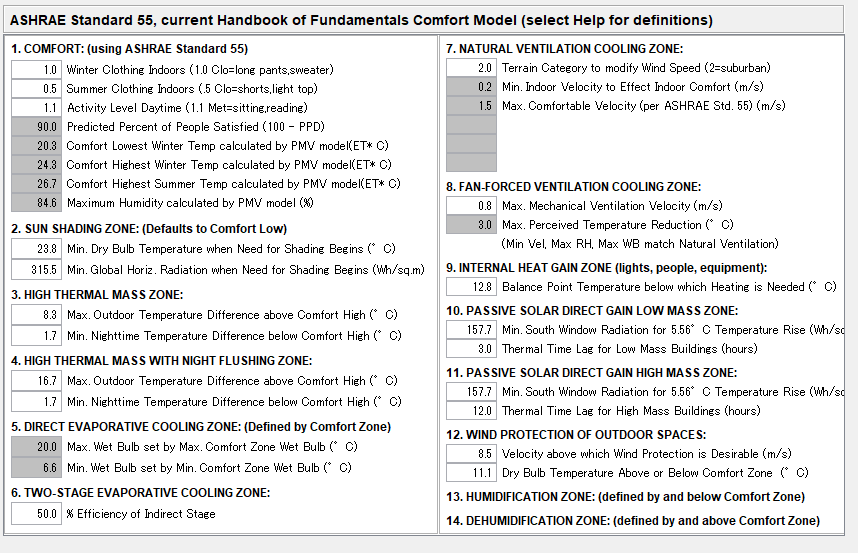 ASHRAE Standard 55, current Handbook of Fundamentals Comfort Model (select Help for definitions)
1. COMFORT: (using ASHRAE Standard 55)
1.0 Winter Clothing Indoors (1.0 Clo=long pants,sweater)
0.5 Summer Clothing Indoors (.5 Clo=shorts,light top)
1.1 Activity Level Daytime (1.1 Met=sitting,reading)
90.0 Predicted Percent of People Satisfied (100 - PPD)
20.3 Comfort Lowest Winter Temp calculated by PMV model(ET* C)
24.3 Comfort Highest Winter Temp calculated by PMV model(ET* C)
26.7 Comfort Highest Summer Temp calculated by PMV model(ET* C)
84.6 Maximum Humidity calculated by PMV model (%)
2. SUN SHADING ZONE: (Defaults to Comfort Low)
23.8 Min. Dry Bulb Temperature when Need for Shading Begins (° C)
315.5 Min. Global Horiz. Radiation when Need for Shading Begins (Wh/sq.m)
3. HIGH THERMAL MASS ZONE:
8.3 Max. Outdoor Temperature Difference above Comfort High (° C)
1.7 Min. Nighttime Temperature Difference below Comfort High (° C)
4. HIGH THERMAL MASS WITH NIGHT FLUSHING ZONE:
16.7 Max. Outdoor Temperature Difference above Comfort High (° C)
1.7 Min. Nighttime Temperature Difference below Comfort High (° C)
5. DIRECT EVAPORATIVE COOLING ZONE: (Defined by Comfort Zone)
20.0 Max. Wet Bulb set by Max. Comfort Zone Wet Bulb (° C)
6.6 Min. Wet Bulb set by Min. Comfort Zone Wet Bulb (° C)
6. TWO-STAGE EVAPORATIVE COOLING ZONE:
50.0 % Efficiency of Indirect Stage
7. NATURAL VENTILATION COOLING ZONE:
2.0 Terrain Category to modify Wind Speed (2=suburban)
0.2 Min. Indoor Velocity to Effect Indoor Comfort (m/s)
1.5 Max. Comfortable Velocity (per ASHRAE Std. 55) (m/s)
8. FAN-FORCED VENTILATION COOLING ZONE:
0.8 Max. Mechanical Ventilation Velocity (m/s)
3.0 Max. Perceived Temperature Reduction (° C)
(Min Vel, Max RH, Max WB match Natural Ventilation)
9. INTERNAL HEAT GAIN ZONE (lights, people, equipment):
12.8 Balance Point Temperature below which Heating is Needed (° C)
10. PASSIVE SOLAR DIRECT GAIN LOW MASS ZONE:
157.7 Min. South Window Radiation for 5.56° C Temperature Rise (Wh/sq
3.0 Thermal Time Lag for Low Mass Buildings (hours)
11. PASSIVE SOLAR DIRECT GAIN HIGH MASS ZONE:
157.7 Min. South Window Radiation for 5.56° C Temperature Rise (Wh/sq
12.0 Thermal Time Lag for High Mass Buildings (hours)
12. WIND PROTECTION OF OUTDOOR SPACES:
8.5 Velocity above which Wind Protection is Desirable (m/s)
11.1 Dry Bulb Temperature Above or Below Comfort Zone (° C)
13. HUMIDIFICATION ZONE: (defined by and below Comfort Zone)
14. DEHUMIDIFICATION ZONE: (defined by and above Comfort Zone)